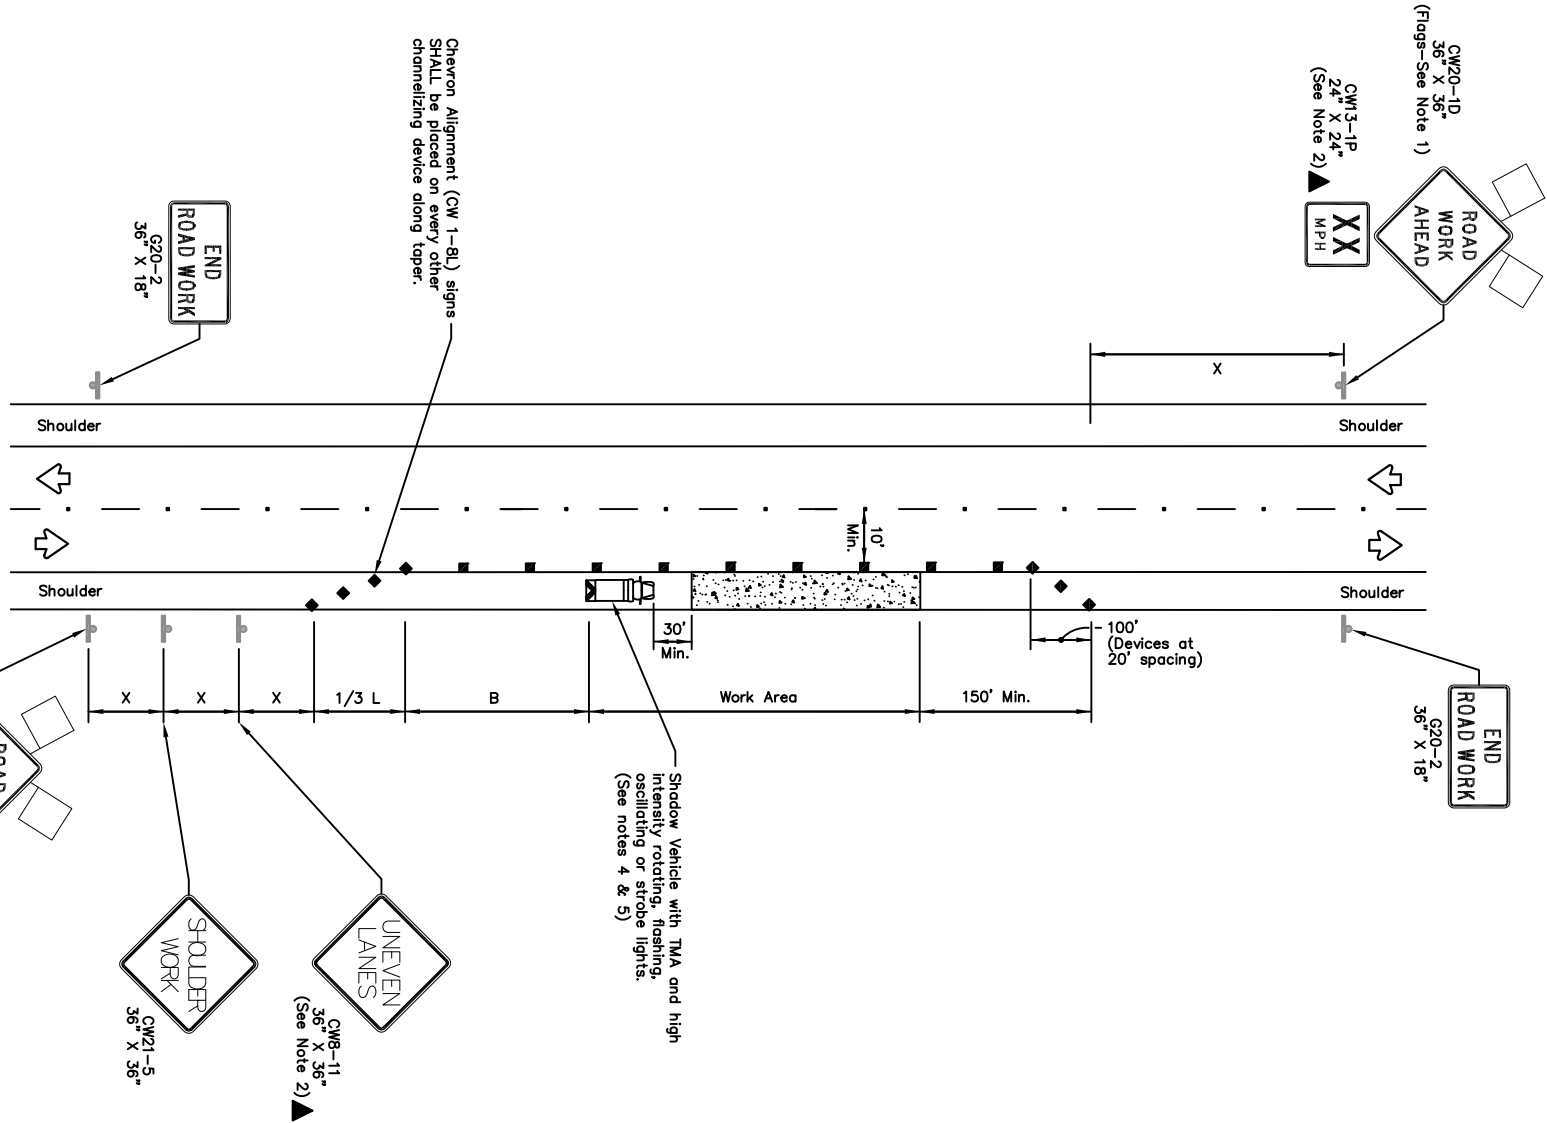 CW20-1D
36" X 36"
(Flags-See Note 1)
ROAD
WORK
AHEAD
CW13-1P
24" X 24"
(See Note 2)
XX
MPH
Chevron Alignment (CW 1-8L) signs
SHALL be placed on every other
channelizing device along taper.
END
ROAD WORK
G20-2
36" X 18"
X
Shoulder
Shoulder
10'
Min.
Shoulder
Shoulder
30'
Min.
100'
(Devices at
20' spacing)
X
X
X
1/3 L
B
Work Area
150' Min.
END
ROAD WORK
G20-2
36" X 18"
Shadow Vehicle with TMA and high
intensity rotating, flashing,
oscillating or strobe lights.
(See notes 4 & 5)
ROAD
UNEVEN
LANES
CW8-11
36" X 36"
(See Note 2)
SHOULDER
WORK
CW21-5
36" X 36"